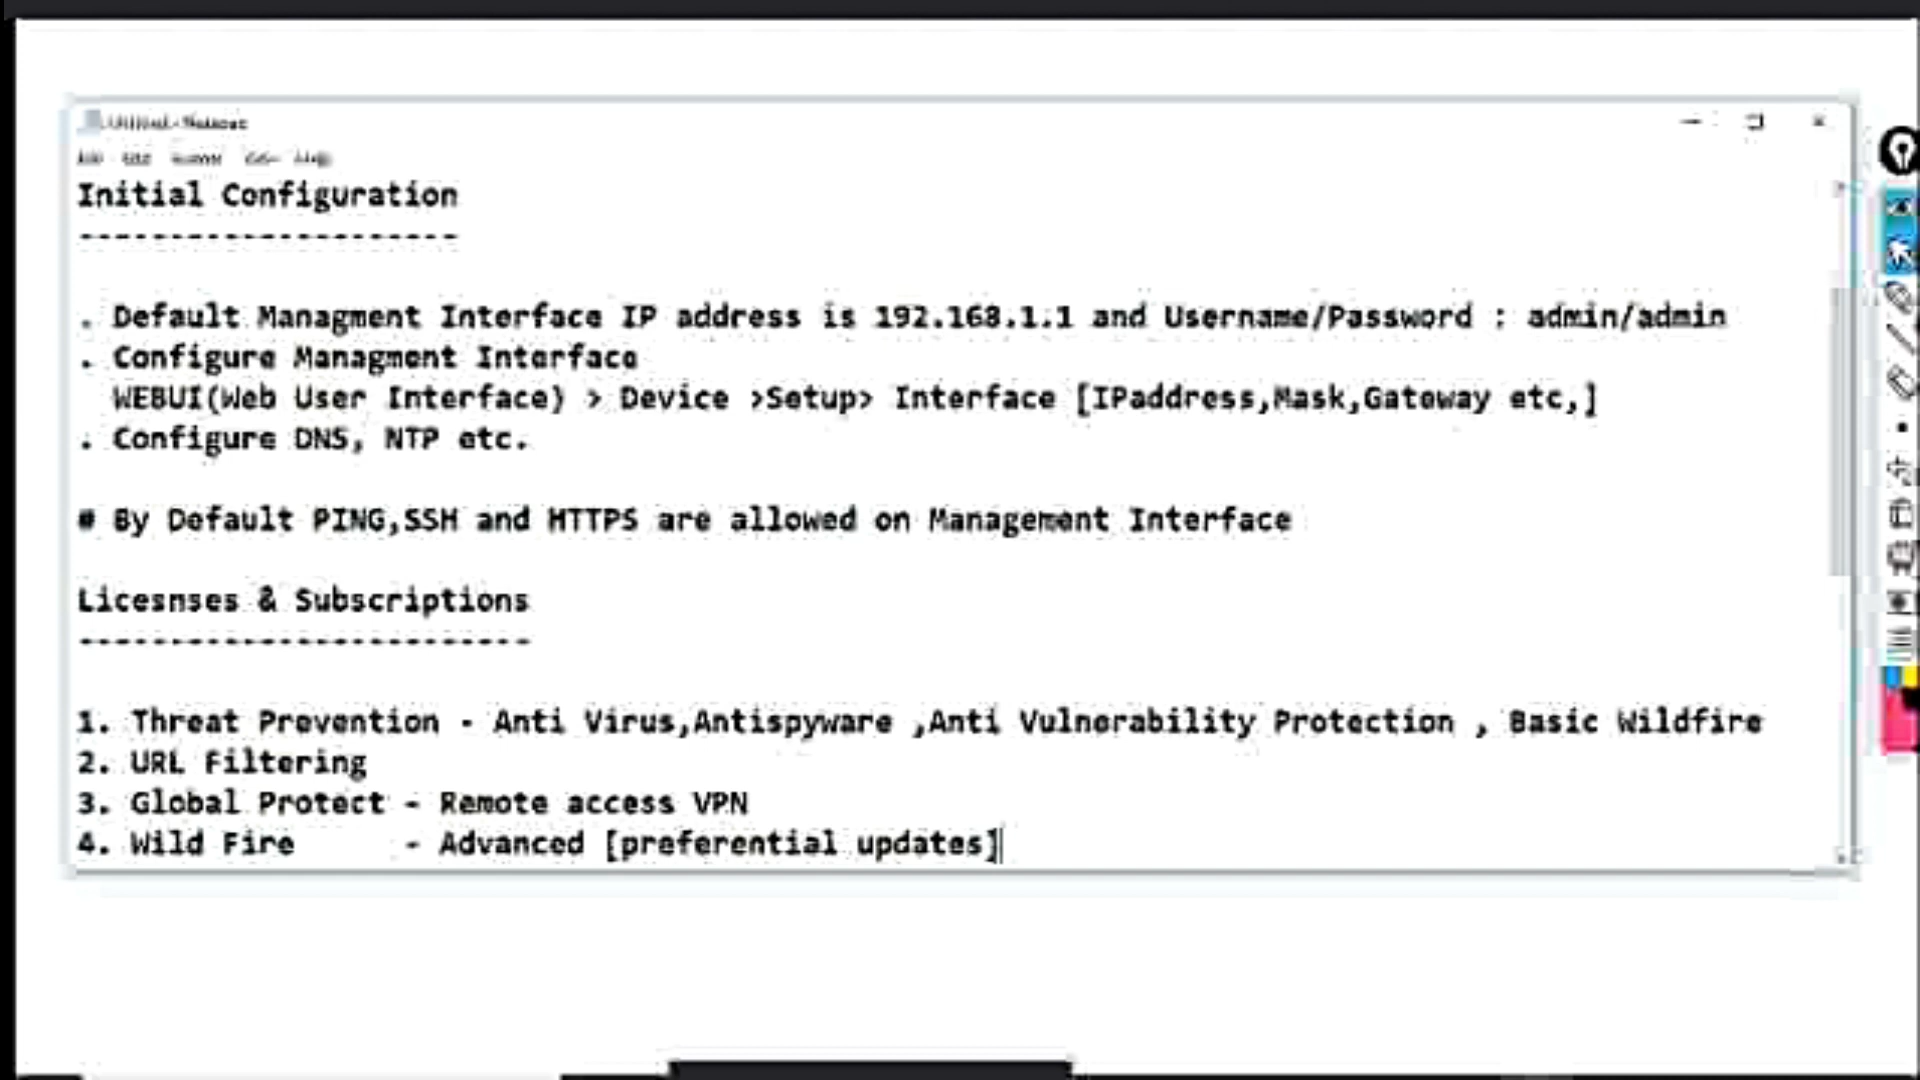 Initial Configuration
---------------------
. Default Managment Interface IP address is 192.168.1.1 and Username/Password : admin/admin
. Configure Managment Interface
WEBUI(Web User Interface) > Device >Setup> Interface [IPaddress,Mask,Gateway etc,]
. Configure DNS, NTP etc.
# By Default PING,SSH and HTTPS are allowed on Management Interface
Licesnses & Subscriptions
-------------------------
1. Threat Prevention - Anti Virus,Antispyware ,Anti Vulnerability Protection , Basic Wildfire
2. URL Filtering
3. Global Protect - Remote access VPN
4. Wild Fire - Advanced [preferential updates]